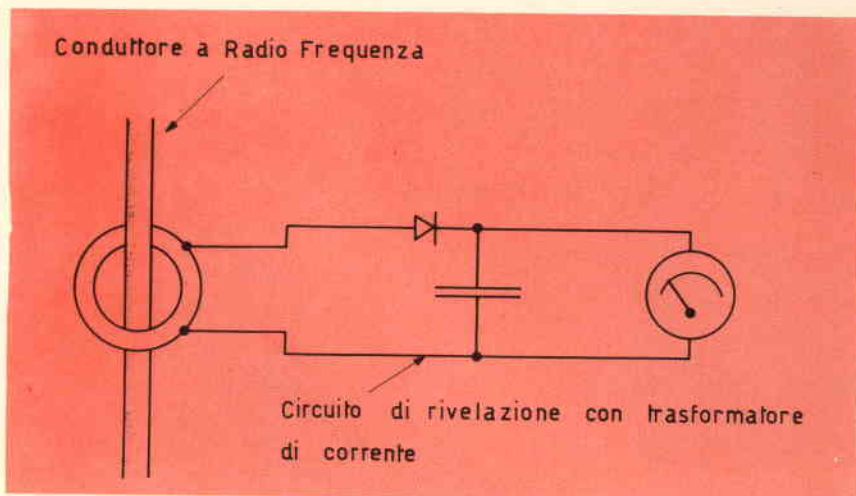 Conduttore a Radio Frequenza
Circuito di rivelazione con trasformatore
di corrente